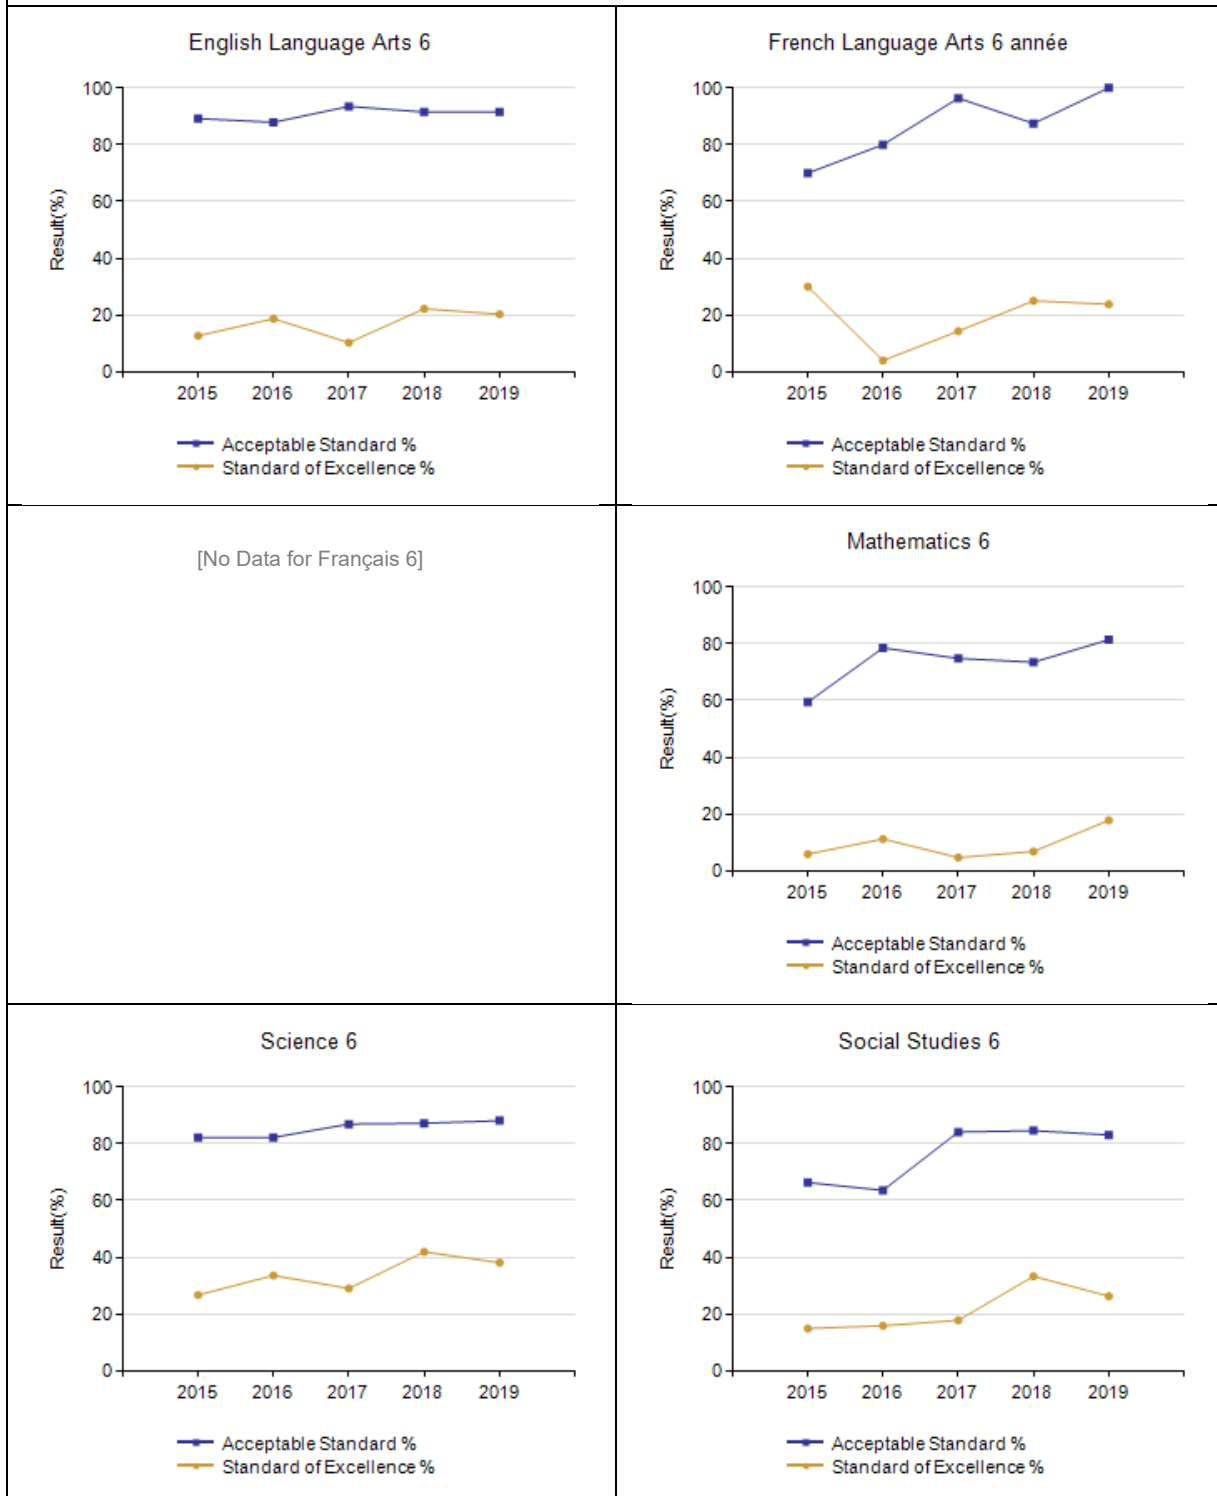 English Language Arts 6
100
80
60
40
20
0
Result(%)
2015 2016 2017 2018 2019
Acceptable Standard %
Standard of Excellence %
French Language Arts 6 année
100
80
60
40
20
0
Result(%)
2015 2016 2017 2018 2019
Acceptable Standard %
Standard of Excellence %
[No Data for Français 6]
Mathematics 6
100
80
60
40
20
0
Result(%)
2015 2016 2017 2018 2019
Acceptable Standard %
Standard of Excellence %
Science 6
100
80
60
40
20
0
Result(%)
2015 2016 2017 2018 2019
Acceptable Standard %
Standard of Excellence %
Social Studies 6
100
80
60
40
20
0
Result(%)
2015 2016 2017 2018 2019
Acceptable Standard %
Standard of Excellence %